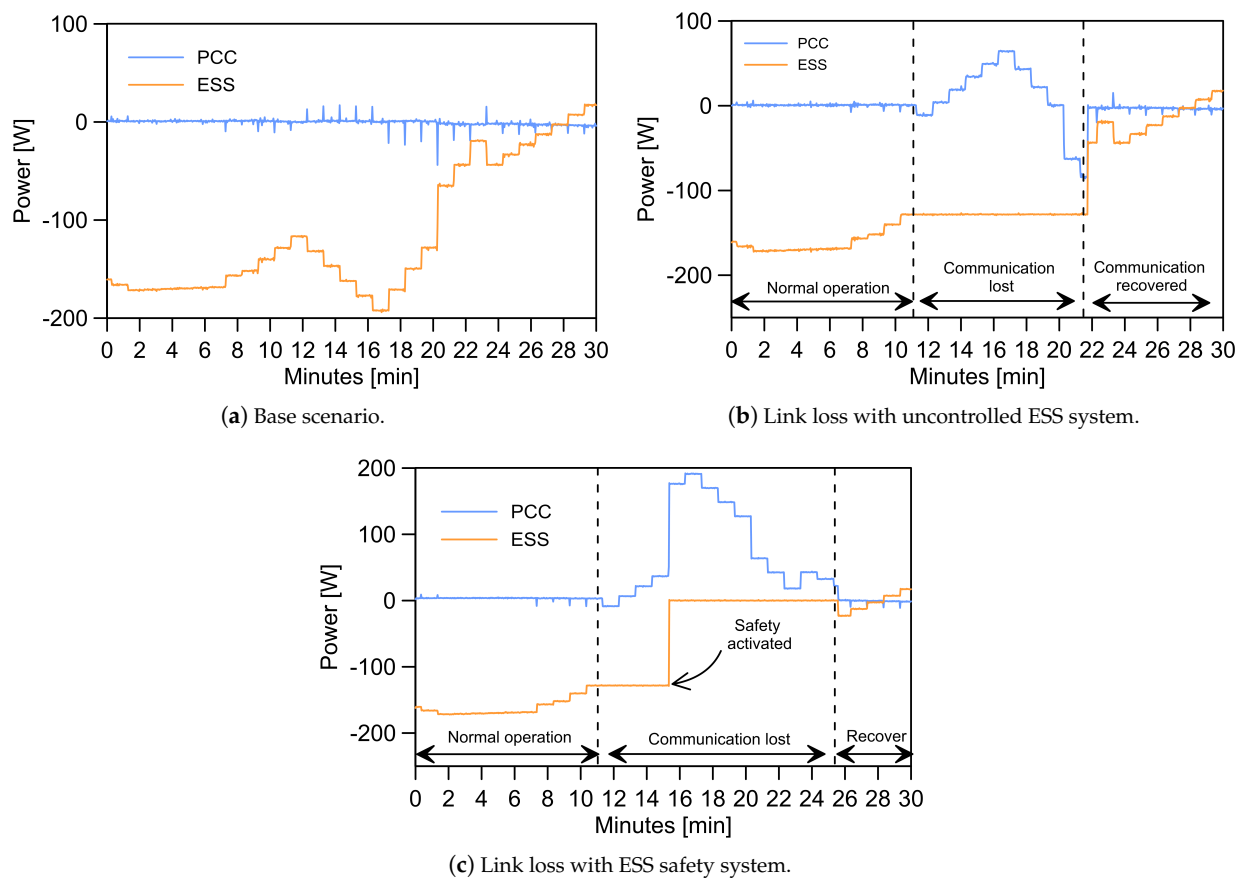 100
0
-100
-200
Power [W]
PCC
ESS
0 2 4 6 8 10 12 14 16 18 20 22 24 26 28 30
Minutes [min]
(a) Base scenario.
100
0
-100
-200
Power [W]
PCC
ESS
Normal operation
Communication
lost
Communication
recovered
0 2 4 6 8 10 12 14 16 18 20 22 24 26 28 30
Minutes [min]
(b) Link loss with uncontrolled ESS system.
200
100
0
-100
-200
Power [W]
PCC
ESS
Safety
activated
Normal operation
Communication lost
Recover
0 2 4 6 8 10 12 14 16 18 20 22 24 26 28 30
Minutes [min]
(c) Link loss with ESS safety system.